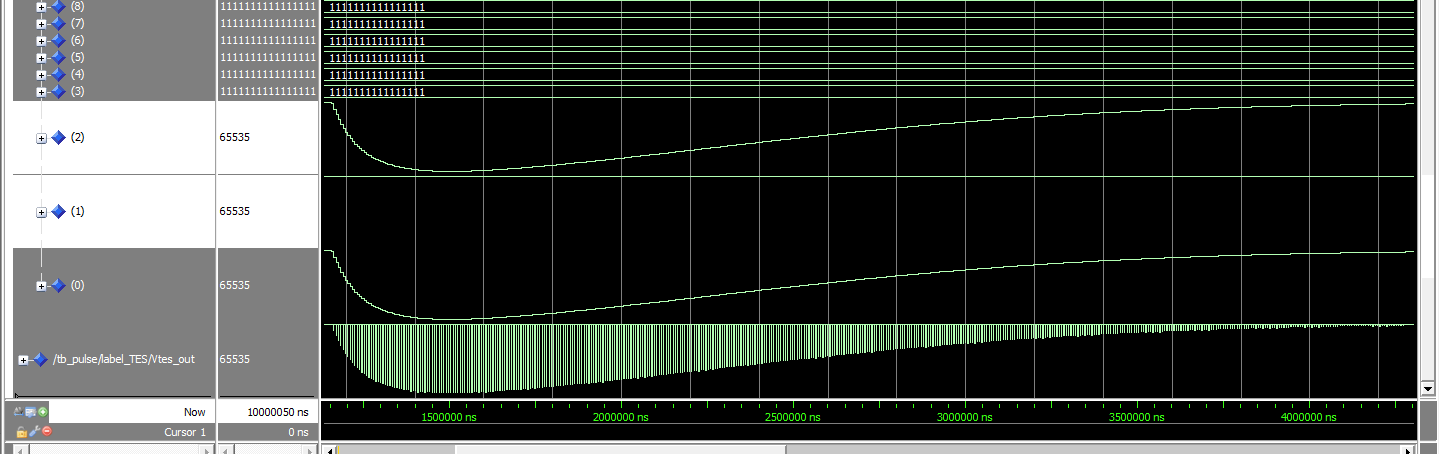 (8) 1111111111111111 1111111111111111
(7) 1111111111111111 1111111111111111
(6) 1111111111111111 1111111111111111
(5) 1111111111111111 1111111111111111
(4) 1111111111111111 1111111111111111
(3) 1111111111111111 1111111111111111
(2) 65535
(1) 65535
(0) 65535
/tb_pulse/label_TES/Vtes_out 65535
Now 10000050 ns 1500000 ns 2000000 ns 2500000 ns 3000000 ns 3500000 ns 4000000 ns
Cursor 1 0 ns